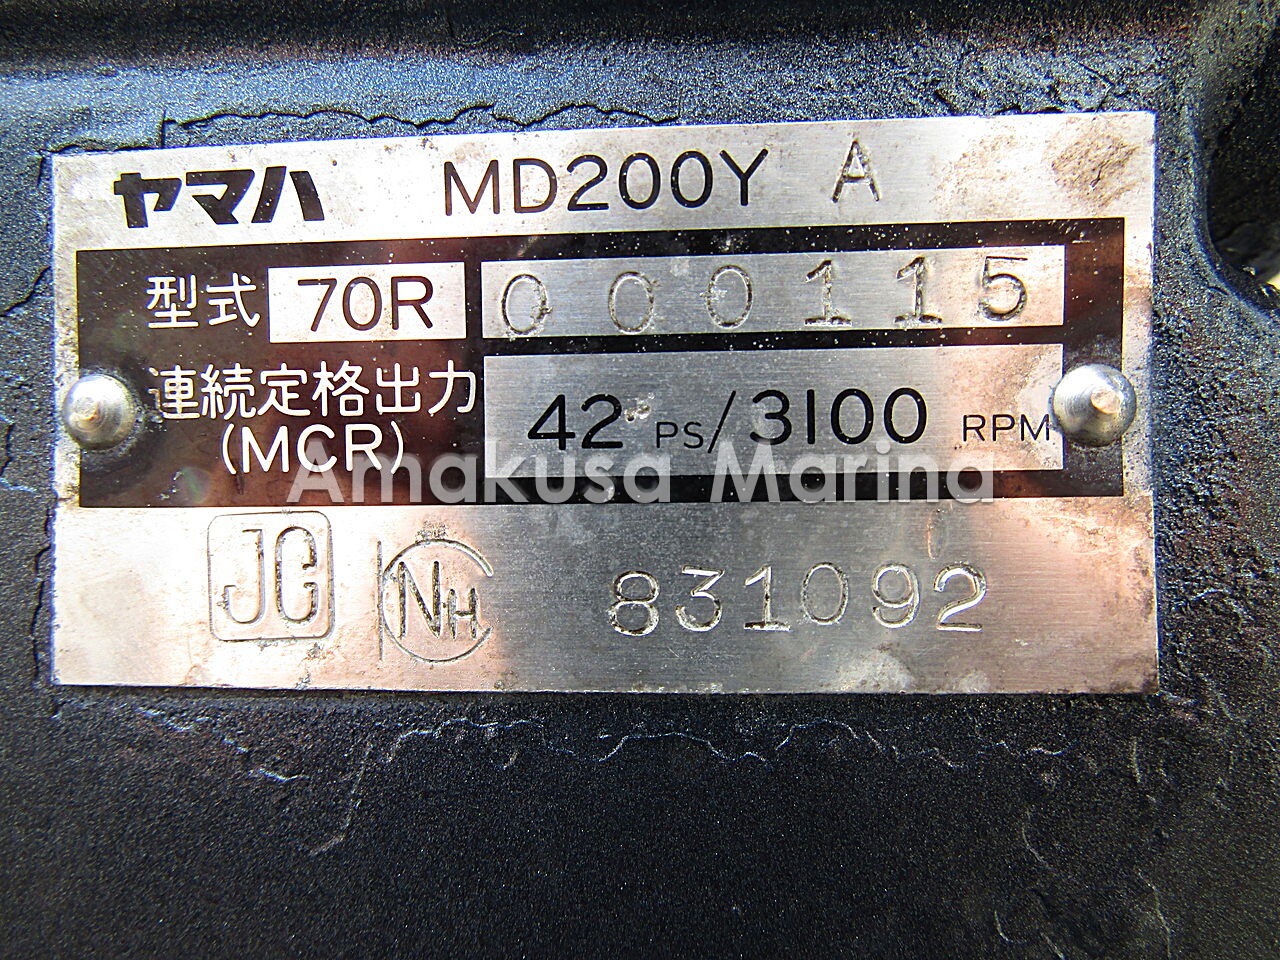 ヤマハ MD200Y A
型式 70R 000115
連続定格出力 42 PS/3100 RPM
(MCR)
Amakusa Marina
JG NH 831092